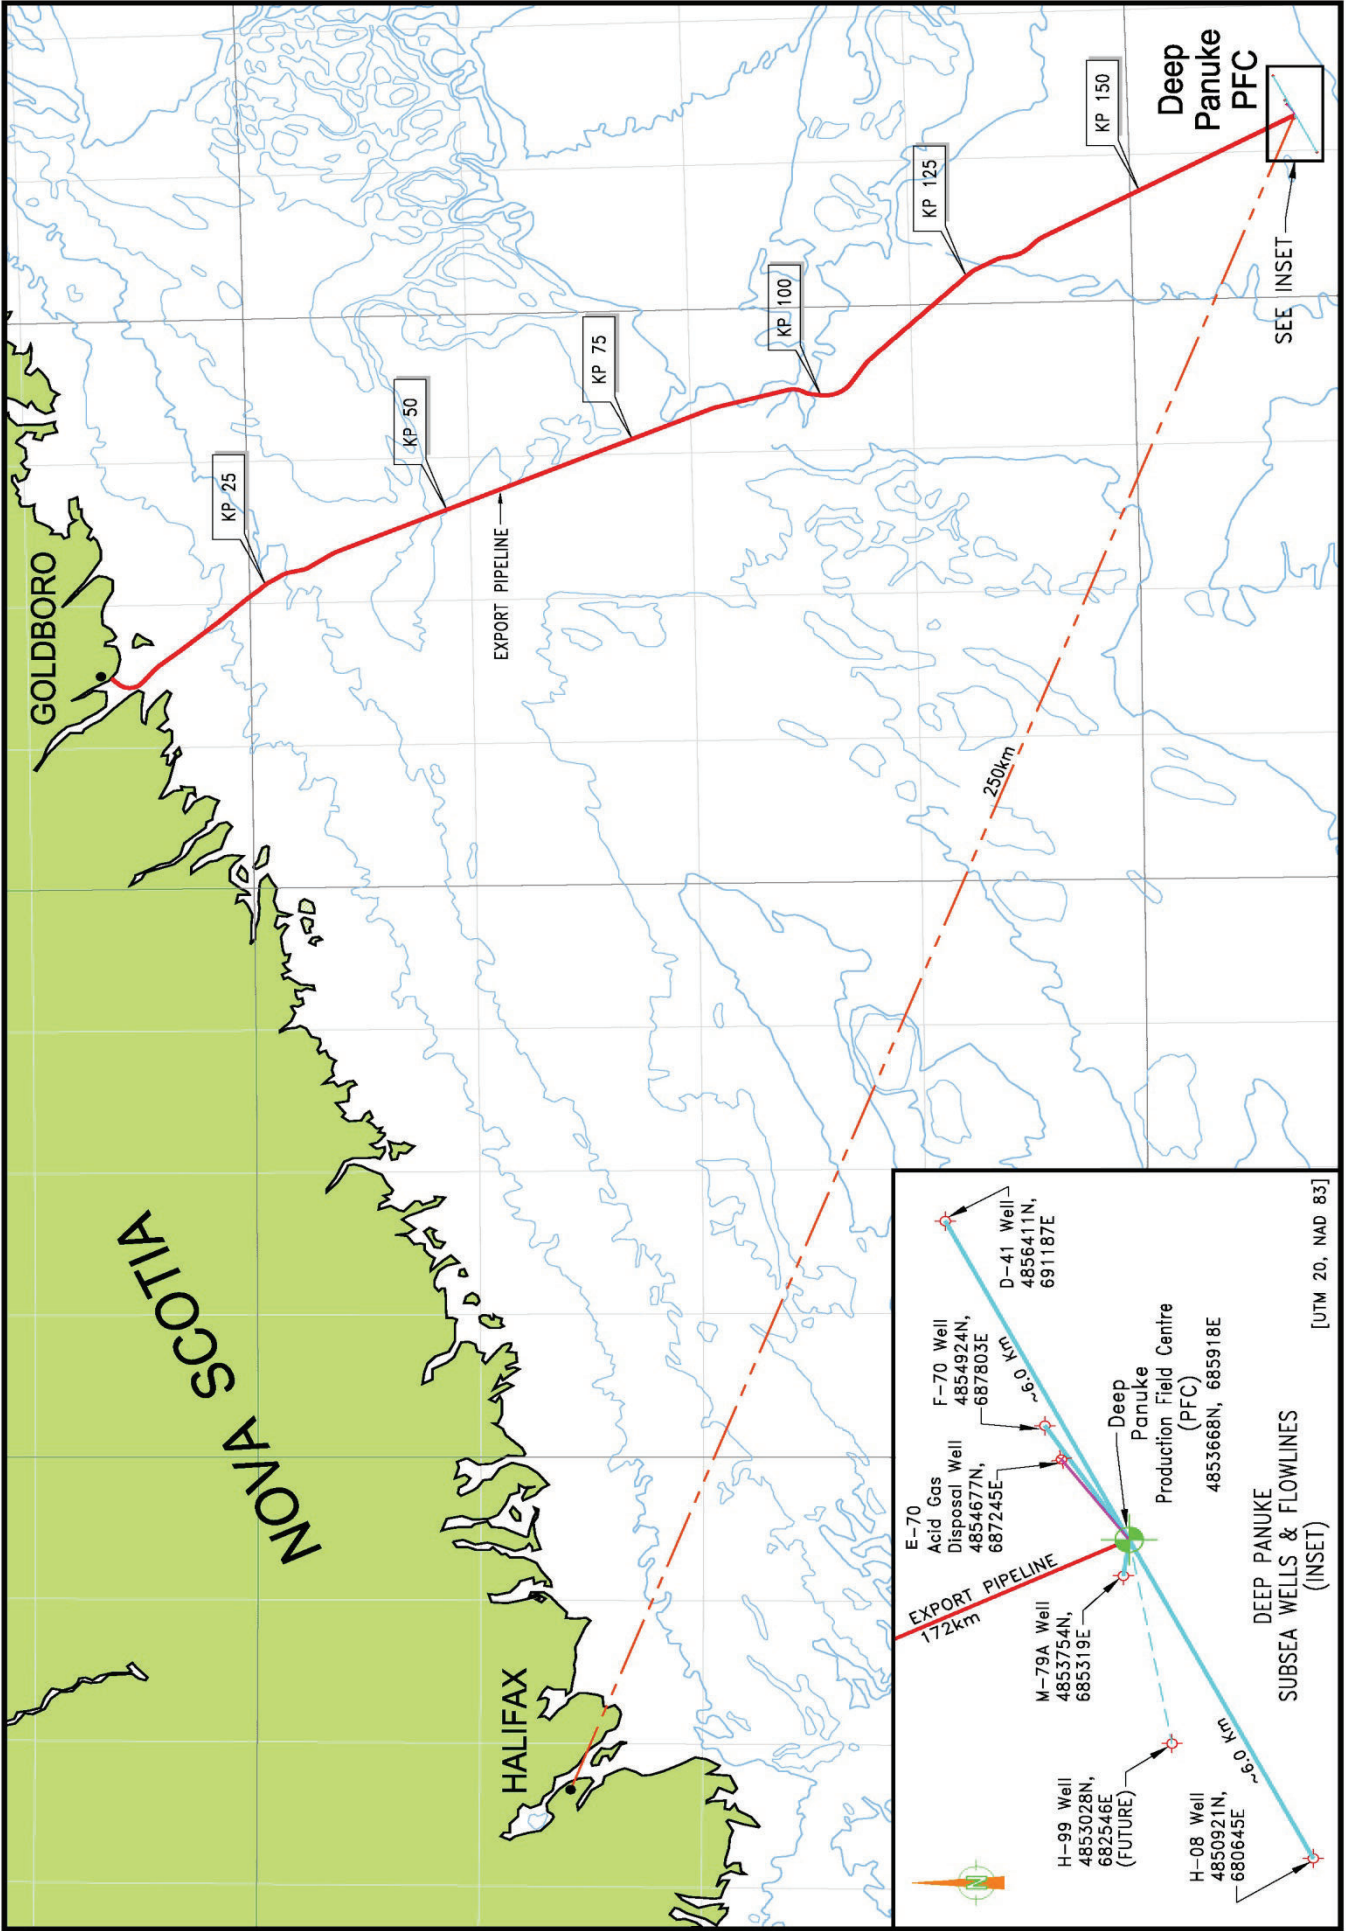 GOLDBORO
NOVA SCOTIA
HALIFAX
KP 25
KP 50
KP 75
KP 100
KP 125
KP 150
EXPORT PIPELINE
250km
Deep
Panuke
PFC
SEE INSET
E-70
Acid Gas
Disposal Well
4854677N,
687245E
F-70 Well
4854924N,
687803E
D-41 Well
4856411N,
691187E
~6.0 Km
EXPORT PIPELINE
172km
M-79A Well
4853754N,
685319E
Deep
Panuke
Production Field Centre
(PFC)
4853668N, 685918E
H-99 Well
4853028N,
682546E
(FUTURE)
H-08 Well
4850921N,
680645E
~6.0 Km
N
DEEP PANUKE
SUBSEA WELLS & FLOWLINES
(INSET)
[UTM 20, NAD 83]